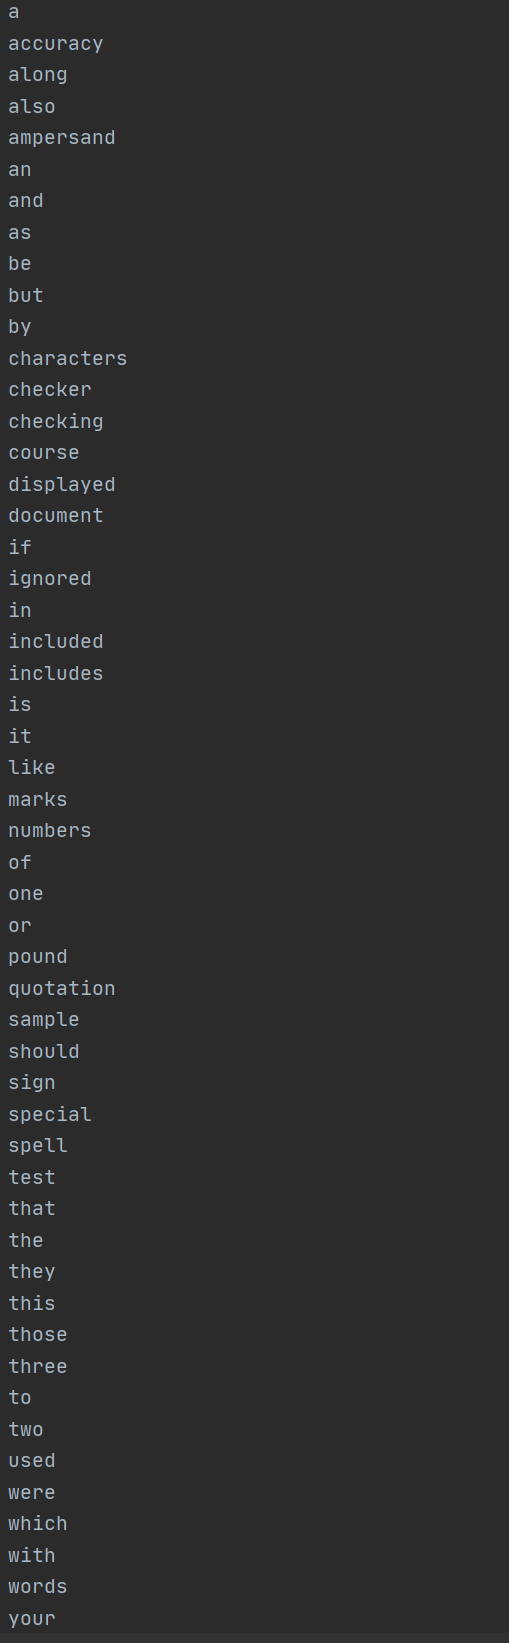 a
accuracy
along
also
ampersand
an
and
as
be
but
by
characters
checker
checking
course
displayed
document
if
ignored
in
included
includes
is
it
like
marks
numbers
of
one
or
pound
quotation
sample
should
sign
special
spell
test
that
the
they
this
those
three
to
two
used
were
which
with
words
your